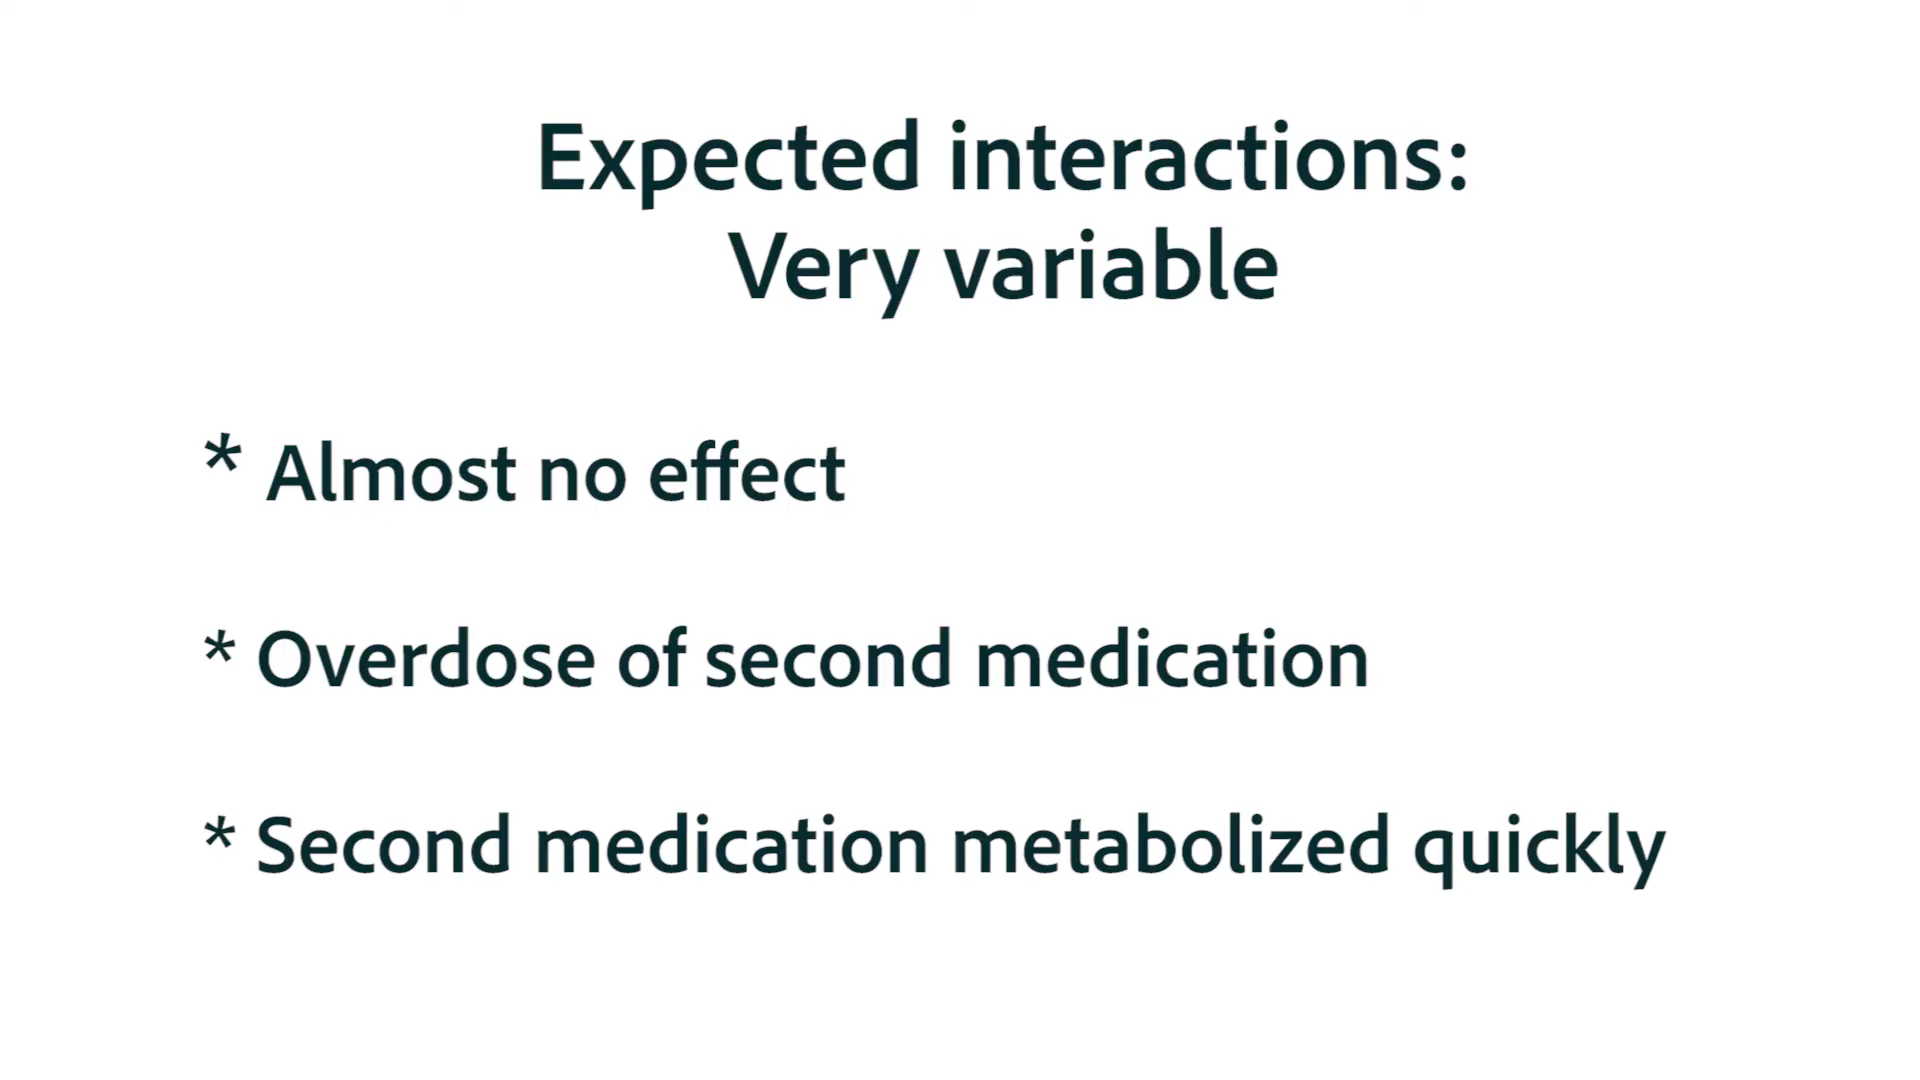 Expected interactions:
Very variable
* Almost no effect
* Overdose of second medication
* Second medication metabolized quickly